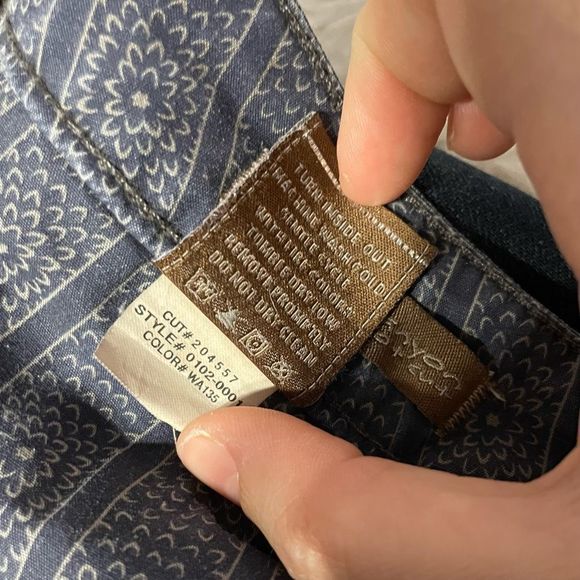 TURN INSIDE OUT
MACHINE WASH COLD
GENTLE CYCLE
WITH LIKE COLORS
TUMBLE DRY LOW
REMOVE PROMPTLY
DO NOT DRY CLEAN
CUT# 204557
STYLE# 0102-0001
COLOR# WA135